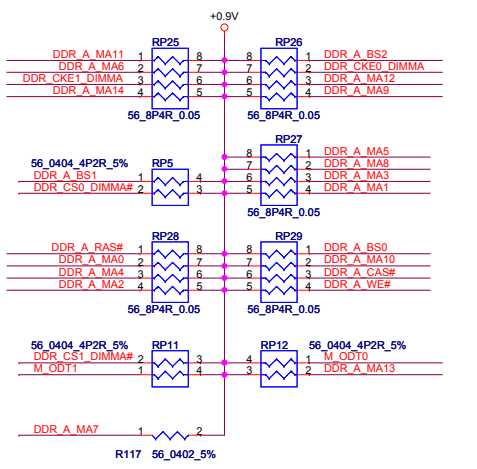 +0.9V
RP25 RP26
DDR_A_MA11 1 8 8 1 DDR_A_BS2
DDR_A_MA6 2 7 7 2 DDR_CKE0_DIMMA
DDR_CKE1_DIMMA 3 6 6 3 DDR_A_MA12
DDR_A_MA14 4 5 5 4 DDR_A_MA9
56_8P4R_0.05 56_8P4R_0.05
RP27
8 1 DDR_A_MA5
56_0404_4P2R_5% RP5 7 2 DDR_A_MA8
DDR_A_BS1 1 4 6 3 DDR_A_MA3
DDR_CS0_DIMMA# 2 3 5 4 DDR_A_MA1
56_8P4R_0.05
RP28 RP29
DDR_A_RAS# 1 8 8 1 DDR_A_BS0
DDR_A_MA0 2 7 7 2 DDR_A_MA10
DDR_A_MA4 3 6 6 3 DDR_A_CAS#
DDR_A_MA2 4 5 5 4 DDR_A_WE#
56_8P4R_0.05 56_8P4R_0.05
56_0404_4P2R_5% RP11 RP12 56_0404_4P2R_5%
DDR_CS1_DIMMA# 2 3 4 1 M_ODT0
M_ODT1 1 4 3 2 DDR_A_MA13
DDR_A_MA7 1 2
R117 56_0402_5%